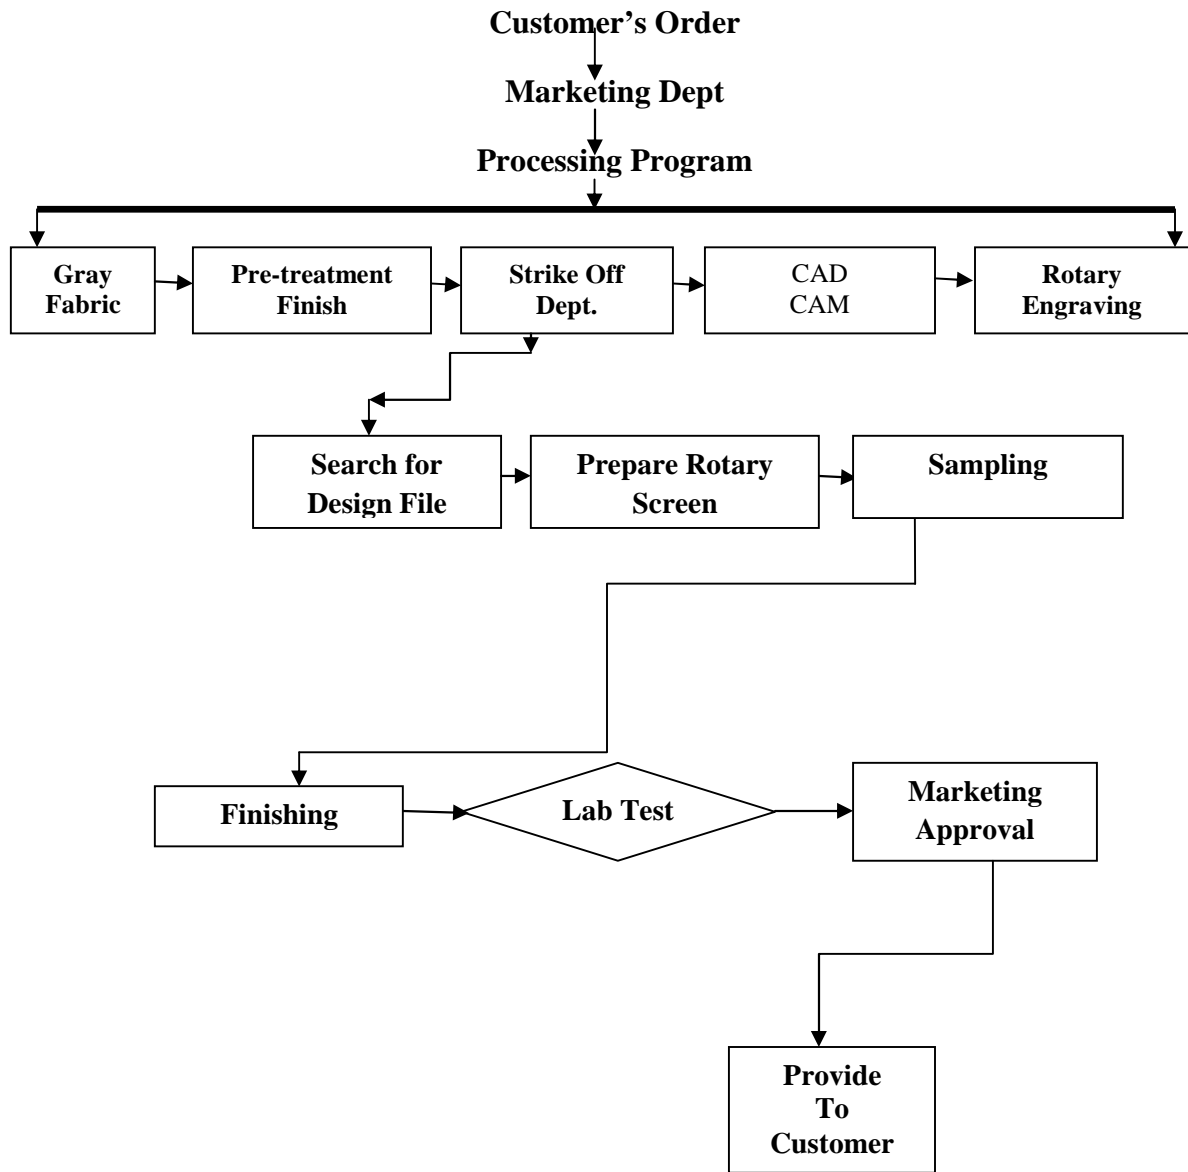 Customer’s Order
Marketing Dept
Processing Program
Gray
Fabric
Pre-treatment
Finish
Strike Off
Dept.
CAD
CAM
Rotary
Engraving
Search for
Design File
Prepare Rotary
Screen
Sampling
Finishing
Lab Test
Marketing
Approval
Provide
To
Customer